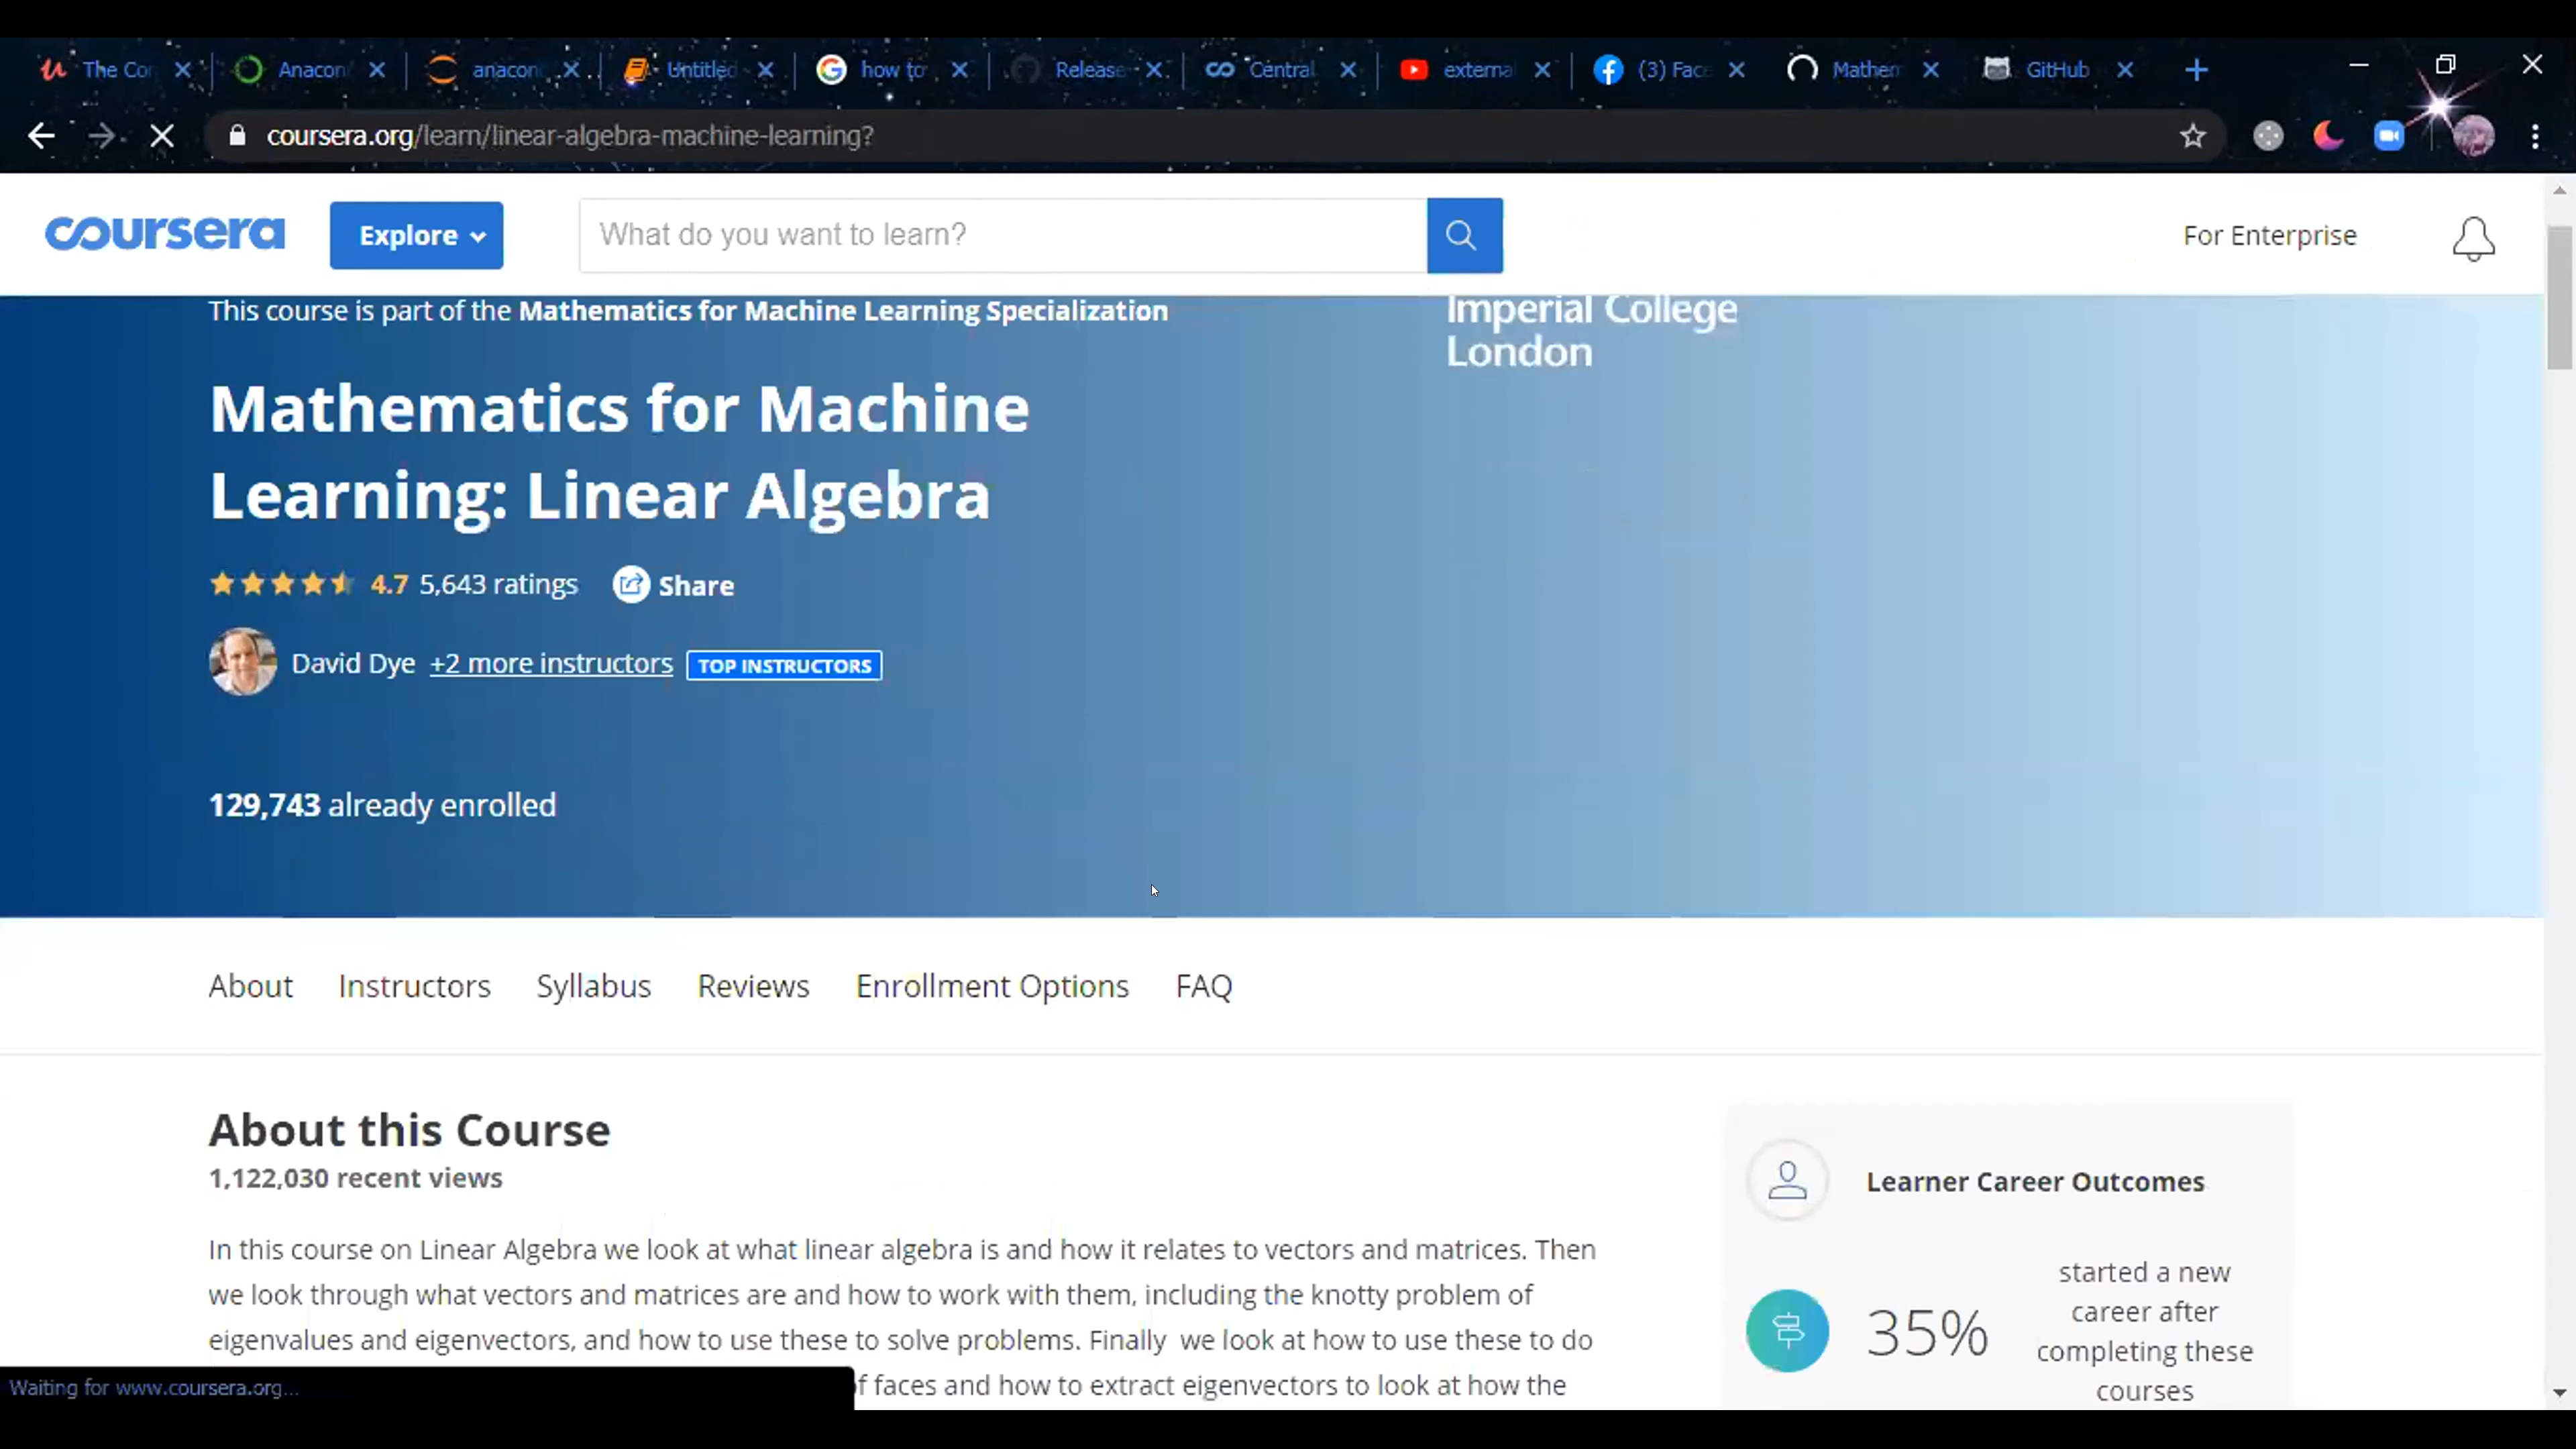 The Cor
Anacon
anacon
Untitled
how to
Release
Central
externa
(3) Fac
Mathem
GitHub
coursera.org/learn/linear-algebra-machine-learning?
coursera
Explore
What do you want to learn?
For Enterprise
This course is part of the Mathematics for Machine Learning Specialization
Imperial College
London
Mathematics for Machine
Learning: Linear Algebra
4.7 5,643 ratings
Share
David Dye +2 more instructors TOP INSTRUCTORS
129,743 already enrolled
About Instructors Syllabus Reviews Enrollment Options FAQ
About this Course
1,122,030 recent views
In this course on Linear Algebra we look at what linear algebra is and how it relates to vectors and matrices. Then
we look through what vectors and matrices are and how to work with them, including the knotty problem of
eigenvalues and eigenvectors, and how to use these to solve problems. Finally we look at how to use these to do
of faces and how to extract eigenvectors to look at how the
Learner Career Outcomes
35%
started a new
career after
completing these
courses
Waiting for www.coursera.org...